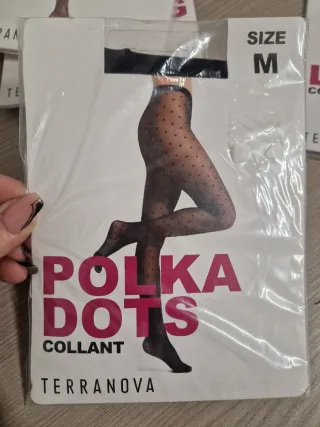 SIZE
M
POLKA
DOTS
COLLANT
TERRANOVA